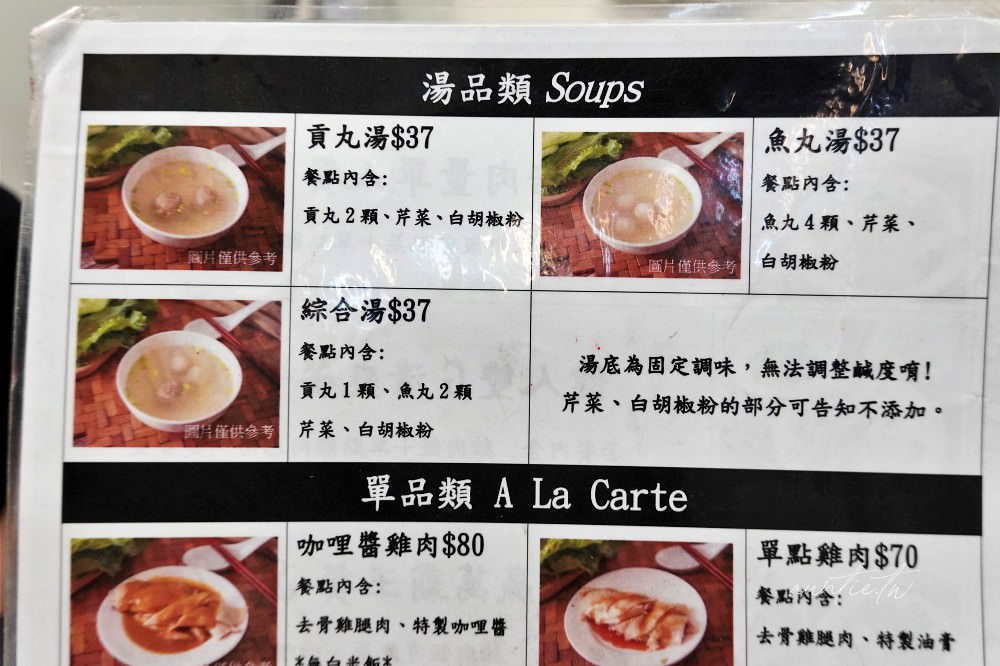 湯品類 Soups
貢丸湯$37
餐點內含:
貢丸2顆、芹菜、白胡椒粉
圖片僅供參考
魚丸湯$37
餐點內含:
魚丸4顆、芹菜、
白胡椒粉
圖片僅供參考
綜合湯$37
餐點內含:
貢丸1顆、魚丸2顆
芹菜、白胡椒粉
圖片僅供參考
湯底為固定調味，無法調整鹹度唷!
芹菜、白胡椒粉的部分可告知不添加。
單品類 A La Carte
咖哩醬雞肉$80
餐點內含:
去骨雞腿肉、特製咖哩醬
*無白米飯*
單點雞肉$70
餐點內含:
去骨雞腿肉、特製油膏
auntie.tw